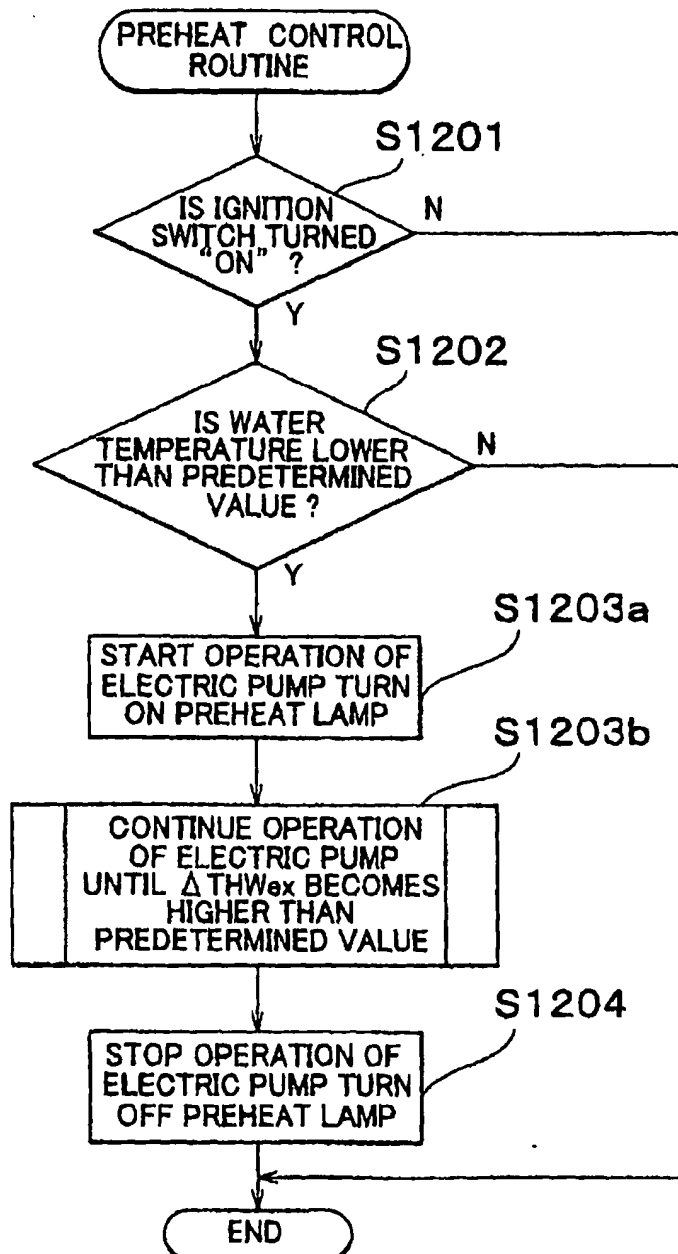 PREHEAT CONTROL
ROUTINE
S1201
IS IGNITION
SWITCH TURNED
“ON” ?
N
Y
S1202
IS WATER
TEMPERATURE LOWER
THAN PREDETERMINED
VALUE ?
N
Y
S1203a
START OPERATION OF
ELECTRIC PUMP TURN
ON PREHEAT LAMP
S1203b
CONTINUE OPERATION
OF ELECTRIC PUMP
UNTIL Δ THWex BECOMES
HIGHER THAN
PREDETERMINED VALUE
S1204
STOP OPERATION OF
ELECTRIC PUMP TURN
OFF PREHEAT LAMP
END